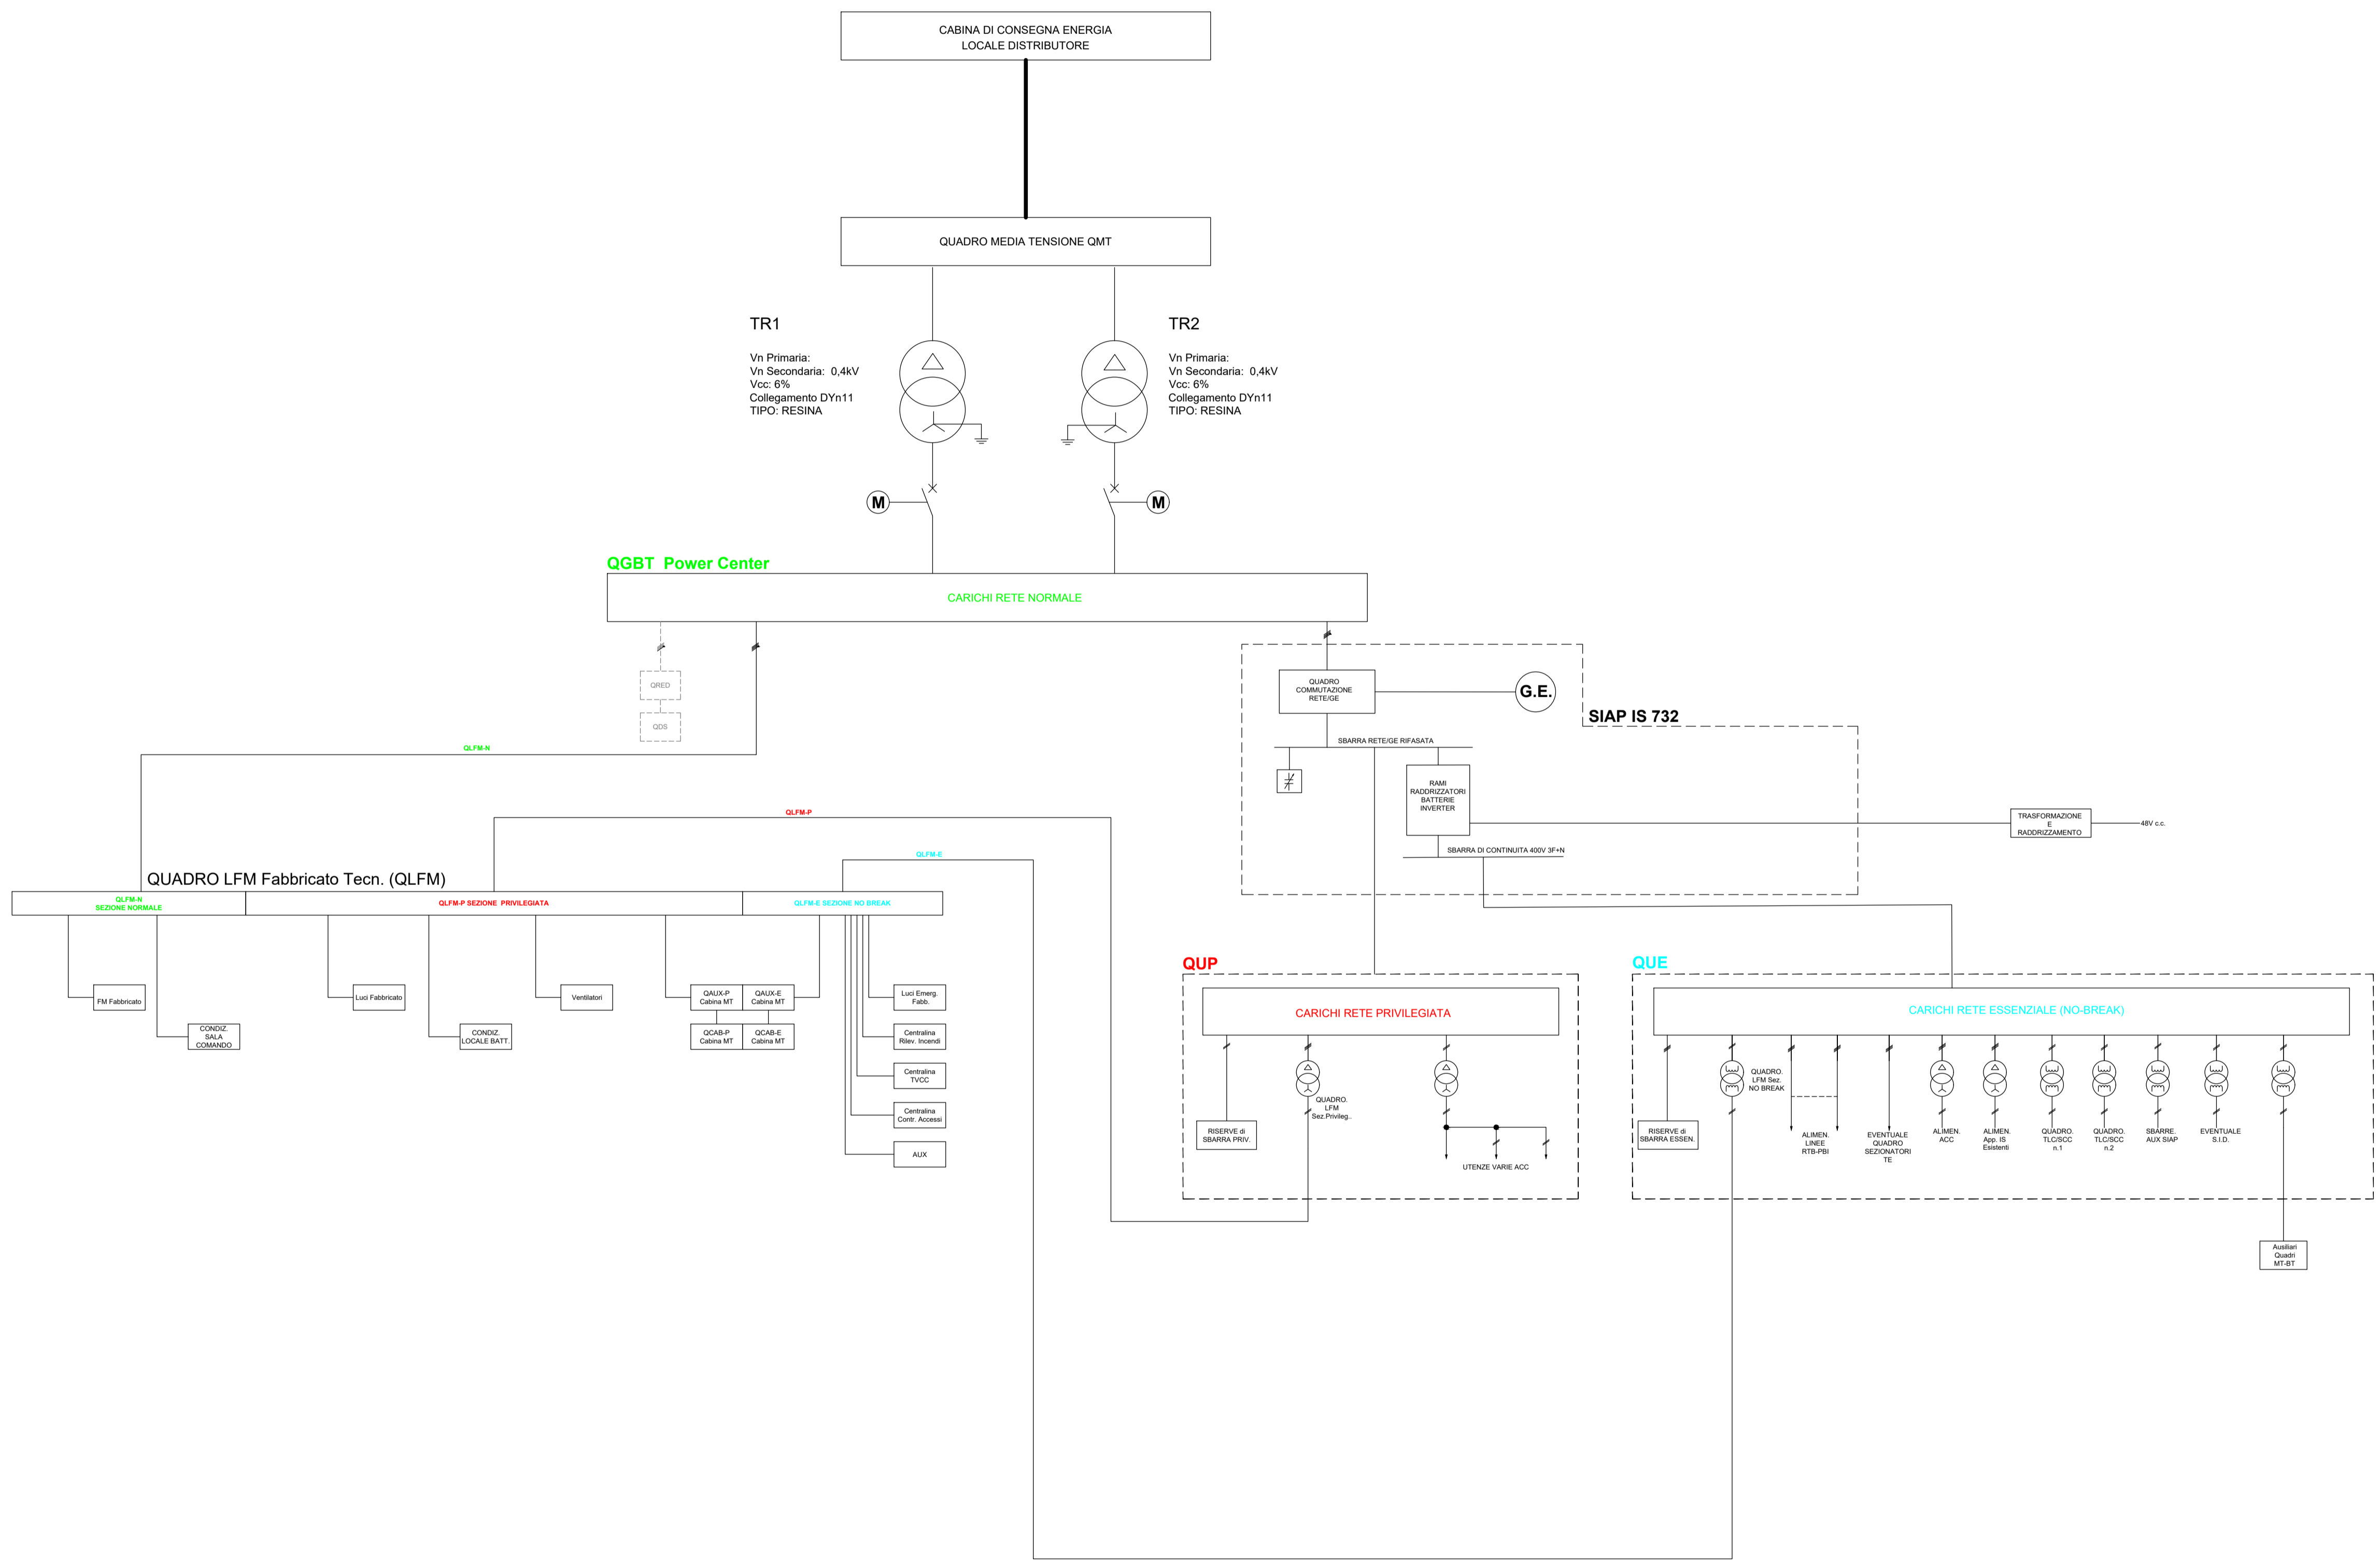 CABINA DI CONSEGNA ENERGIA
LOCALE DISTRIBUTORE
QUADRO MEDIA TENSIONE QMT
TR1
Vn Primaria:
Vn Secondaria: 0,4kV
Vcc: 6%
Collegamento DYn11
TIPO: RESINA
TR2
Vn Primaria:
Vn Secondaria: 0,4kV
Vcc: 6%
Collegamento DYn11
TIPO: RESINA
M
M
QGBT Power Center
CARICHI RETE NORMALE
QRED
QDS
QUADRO
COMMUTAZIONE
RETE/GE
G.E.
SIAP IS 732
SBARRA RETE/GE RIFASATA
RAMI
RADDRIZZATORI
BATTERIE
INVERTER
TRASFORMAZIONE
E
RADDRIZZAMENTO
48V c.c.
SBARRA DI CONTINUITA 400V 3F+N
QLFM-N
QLFM-P
QLFM-E
QUADRO LFM Fabbricato Tecn. (QLFM)
QLFM-N
SEZIONE NORMALE
QLFM-P SEZIONE PRIVILEGIATA
QLFM-E SEZIONE NO BREAK
FM Fabbricato
CONDIZ.
SALA
COMANDO
Luci Fabbricato
CONDIZ.
LOCALE BATT.
Ventilatori
QAUX-P
Cabina MT
QAUX-E
Cabina MT
QCAB-P
Cabina MT
QCAB-E
Cabina MT
Luci Emerg.
Fabb.
Centralina
Rilev. Incendi
Centralina
TVCC
Centralina
Contr. Accessi
AUX
QUP
CARICHI RETE PRIVILEGIATA
RISERVE di
SBARRA PRIV.
QUADRO.
LFM
Sez.Privileg..
UTENZE VARIE ACC
QUE
CARICHI RETE ESSENZIALE (NO-BREAK)
RISERVE di
SBARRA ESSEN.
QUADRO.
LFM Sez.
NO BREAK
ALIMEN.
LINEE
RTB-PBI
EVENTUALE
QUADRO
SEZIONATORI
TE
ALIMEN.
ACC
ALIMEN.
App. IS
Esistenti
QUADRO.
TLC/SCC
n.1
QUADRO.
TLC/SCC
n.2
SBARRE.
AUX SIAP
EVENTUALE
S.I.D.
Ausiliari
Quadri
MT-BT